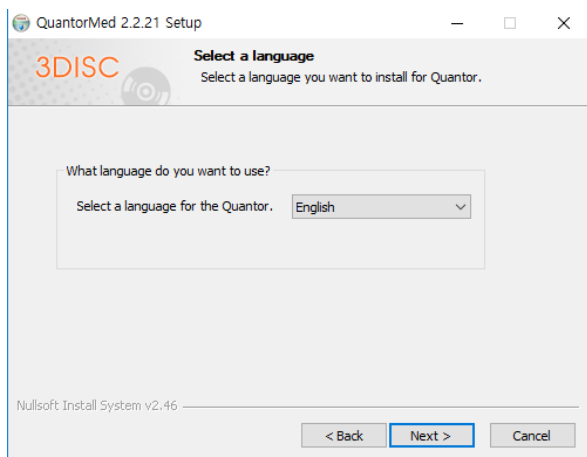 QuantorMed 2.2.21 Setup
3DISC
Select a language
Select a language you want to install for Quantor.
What language do you want to use?
Select a language for the Quantor.
English
Nullsoft Install System v2.46
< Back
Next >
Cancel